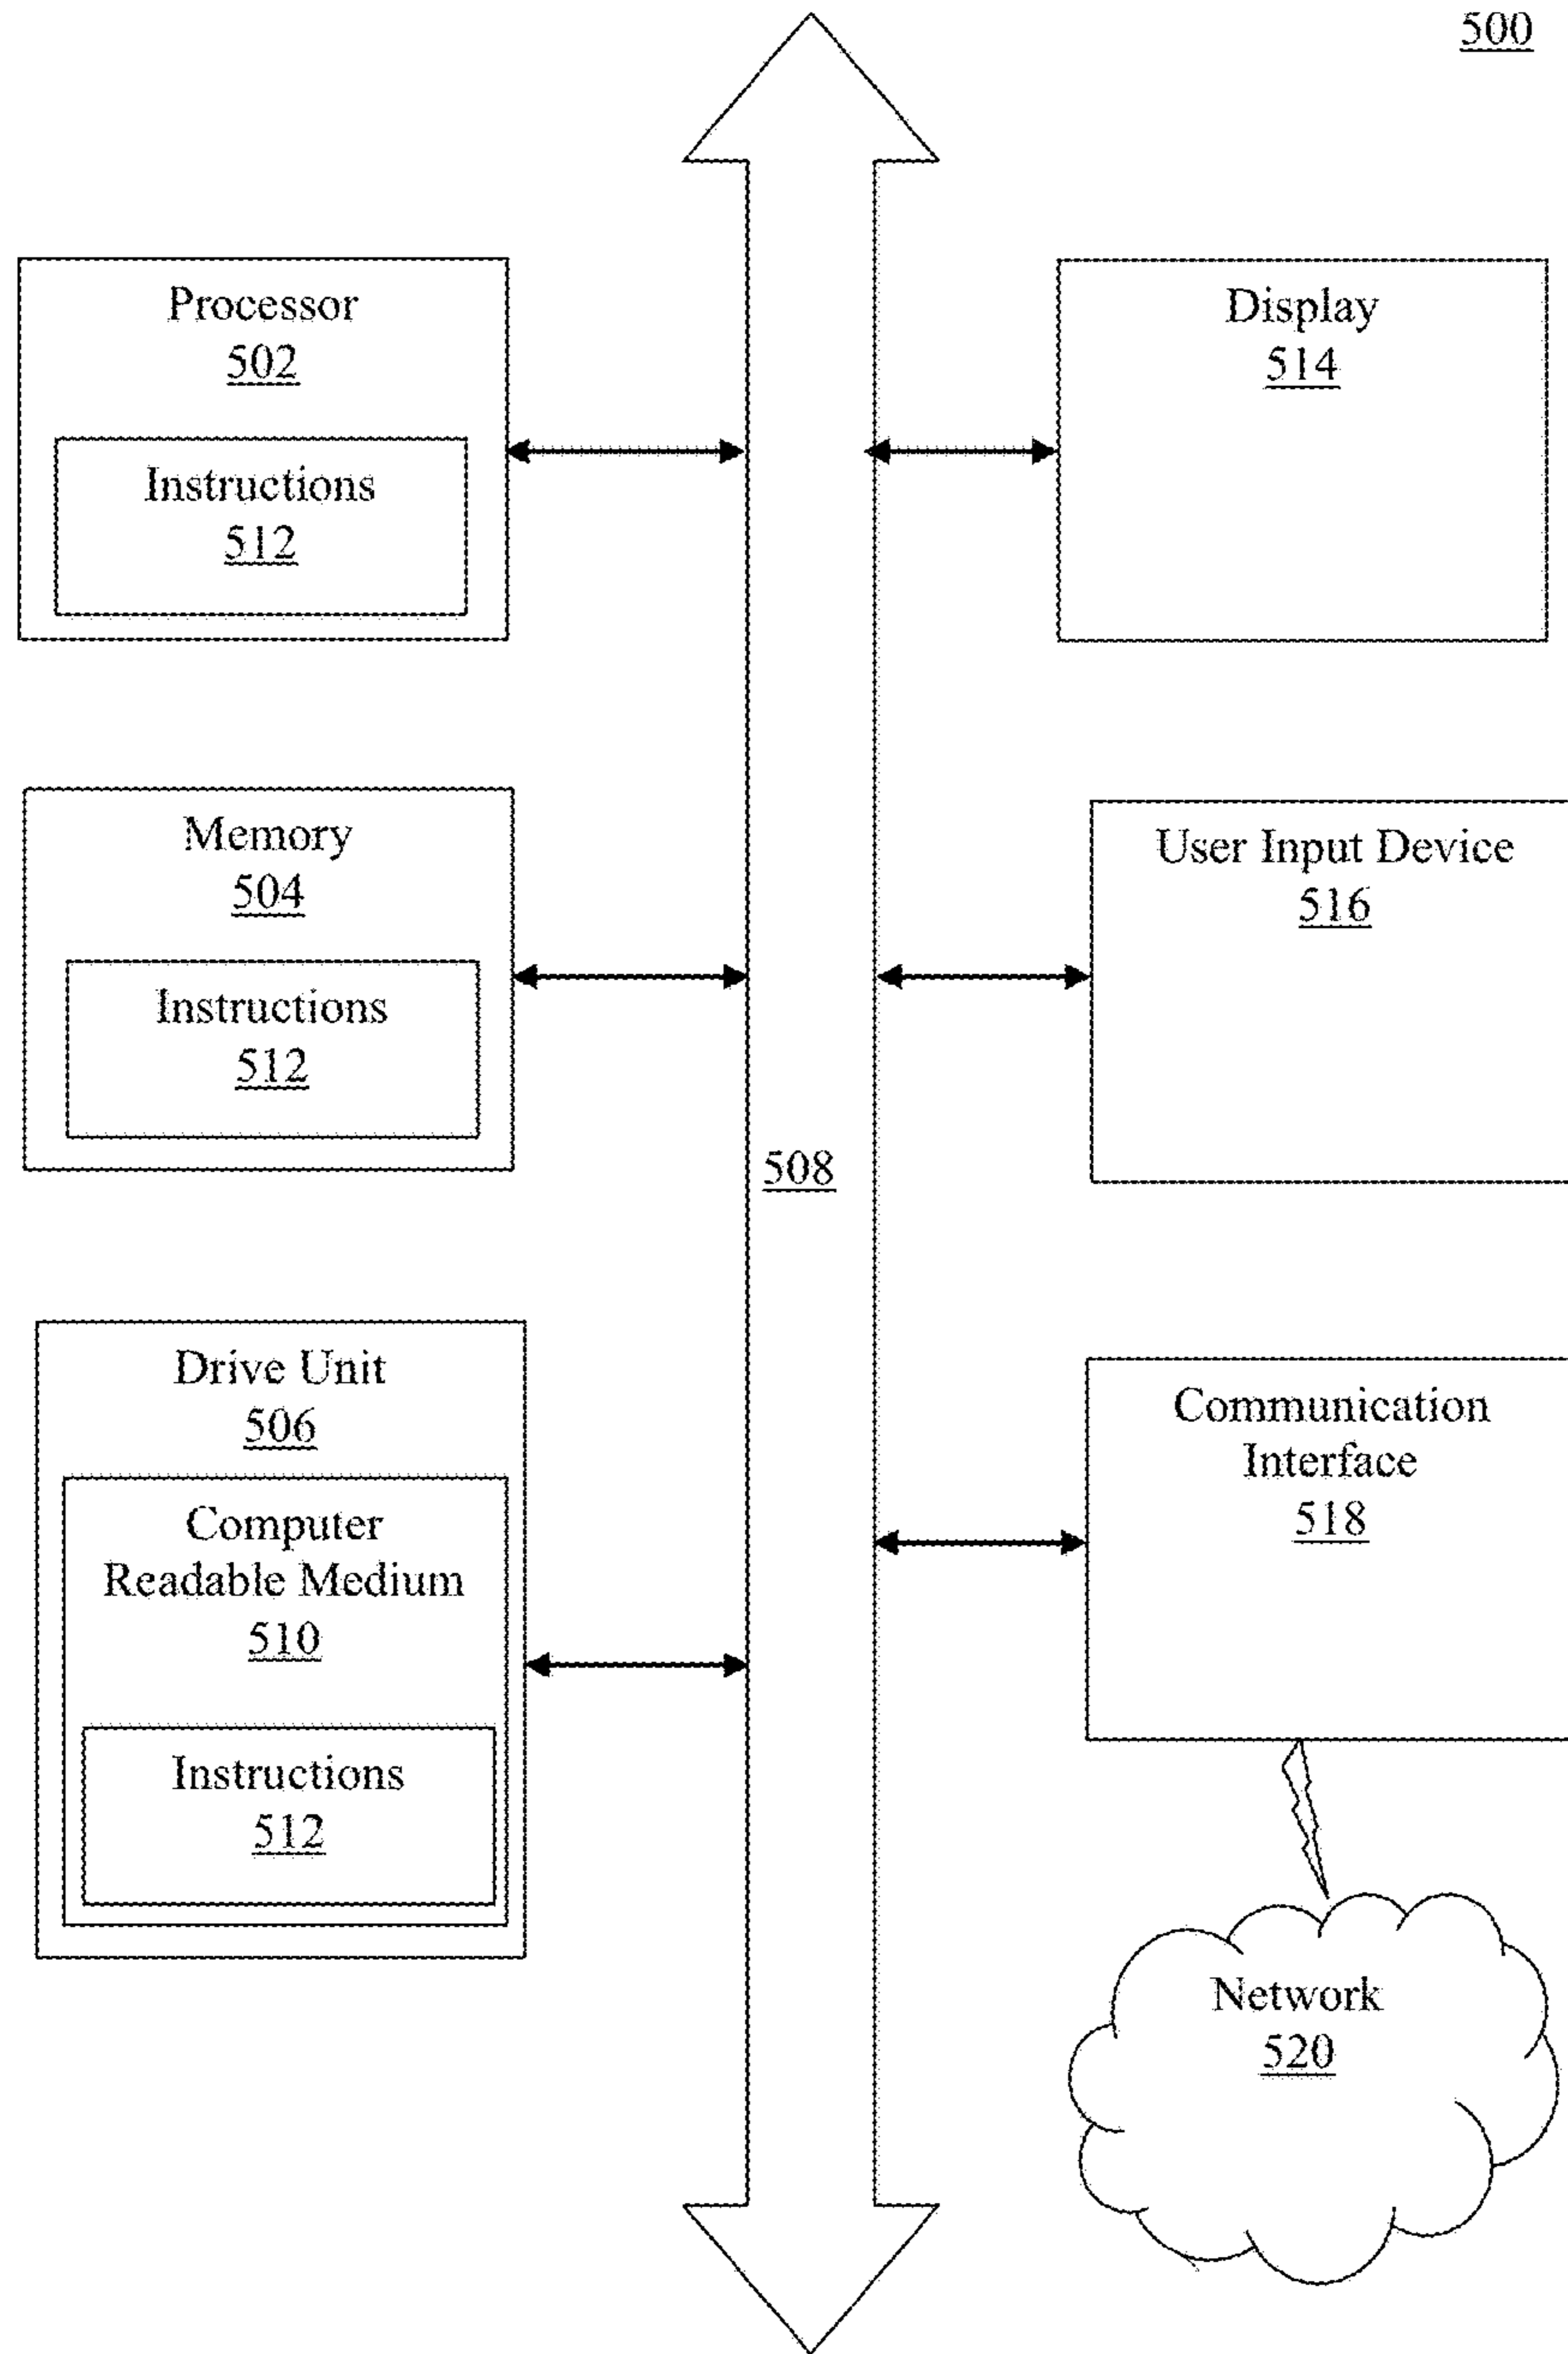 500
Processor
502
Instructions
512
Display
514
Memory
504
Instructions
512
User Input Device
516
508
Drive Unit
506
Computer
Readable Medium
510
Instructions
512
Communication
Interface
518
Network
520